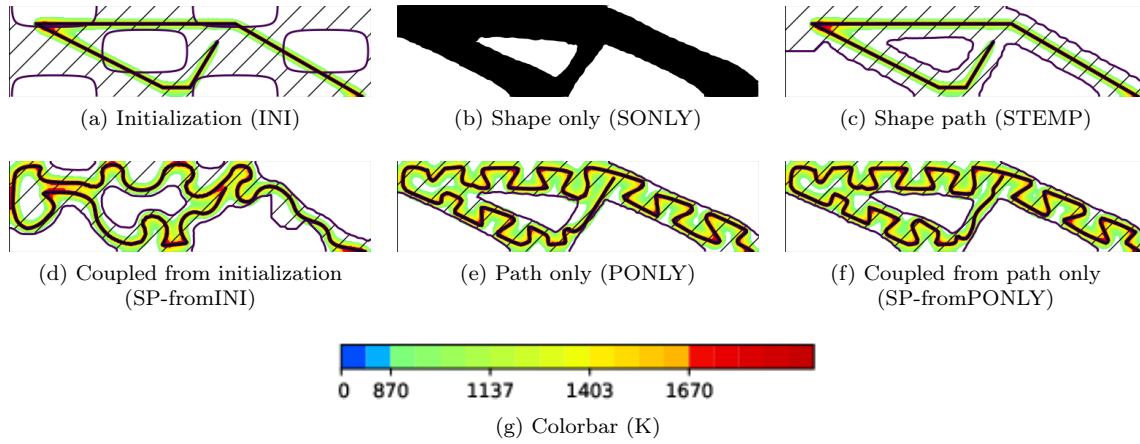 (a) Initialization (INI)
(b) Shape only (SONLY)
(c) Shape path (STEMP)
(d) Coupled from initialization
(SP-fromINI)
(e) Path only (PONLY)
(f) Coupled from path only
(SP-fromPONLY)
0 870 1137 1403 1670
(g) Colorbar (K)